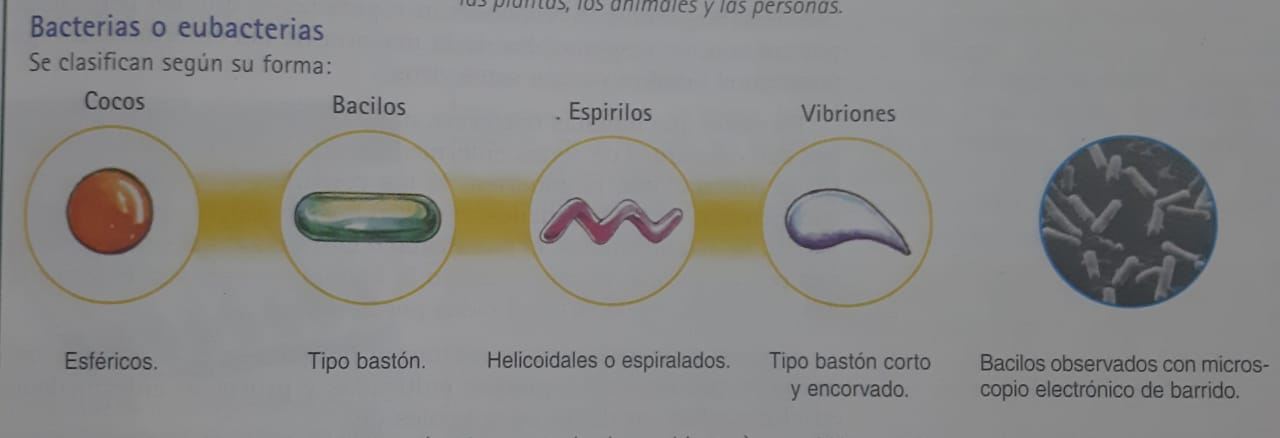 las plantas, los animales y las personas.
Bacterias o eubacterias
Se clasifican según su forma:
Cocos
Bacilos
. Espirilos
Vibriones
Esféricos.
Tipo bastón.
Helicoidales o espiralados.
Tipo bastón corto
y encorvado.
Bacilos observados con micros-
copio electrónico de barrido.